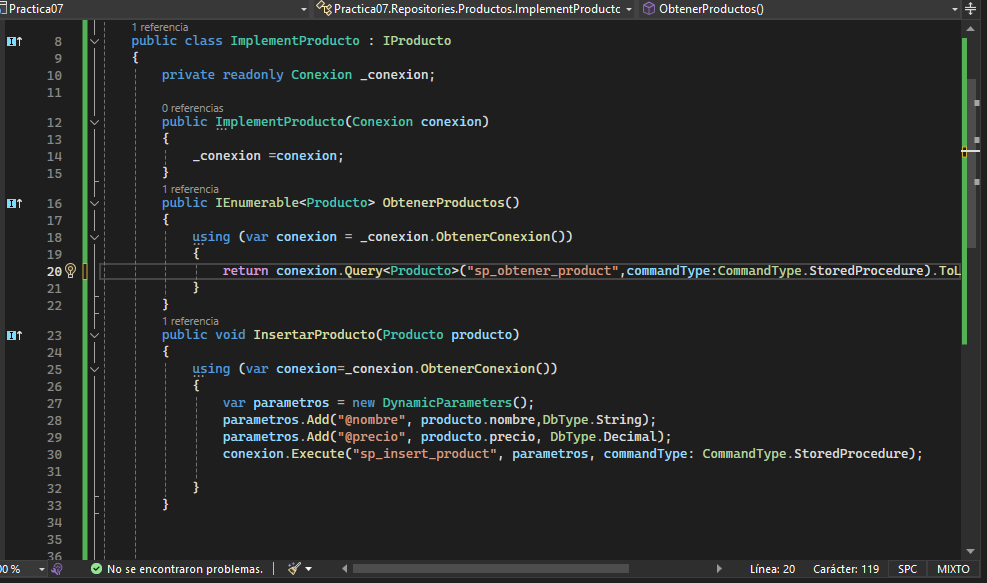 Practica07 Practica07.Repositories.Productos.ImplementProducto ObtenerProductos()
1 referencia
8 public class ImplementProducto : IProducto
9 {
10 private readonly Conexion _conexion;
11
0 referencias
12 public ImplementProducto(Conexion conexion)
13 {
14 _conexion =conexion;
15 }
1 referencia
16 public IEnumerable<Producto> ObtenerProductos()
17 {
18 using (var conexion = _conexion.ObtenerConexion())
19 {
20 return conexion.Query<Producto>("sp_obtener_product",commandType:CommandType.StoredProcedure).ToL
21 }
22 }
1 referencia
23 public void InsertarProducto(Producto producto)
24 {
25 using (var conexion=_conexion.ObtenerConexion())
26 {
27 var parametros = new DynamicParameters();
28 parametros.Add("@nombre", producto.nombre,DbType.String);
29 parametros.Add("@precio", producto.precio, DbType.Decimal);
30 conexion.Execute("sp_insert_product", parametros, commandType: CommandType.StoredProcedure);
31
32 }
33 }
34
35
36
00 % No se encontraron problemas. Línea: 20 Carácter: 119 SPC MIXTO